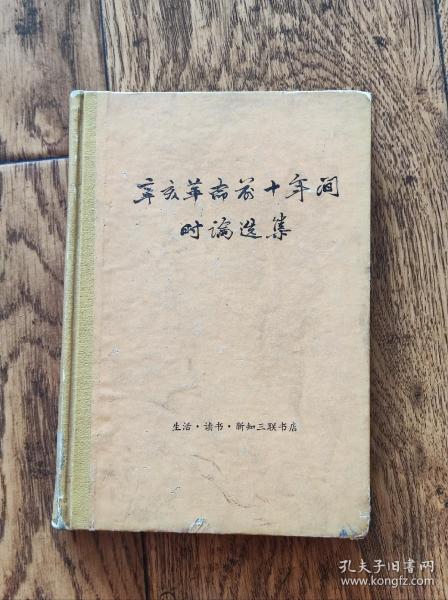 辛亥革命前十年间
时论选集
生活·读书·新知三联书店
孔夫子旧书网
www.kongfz.com